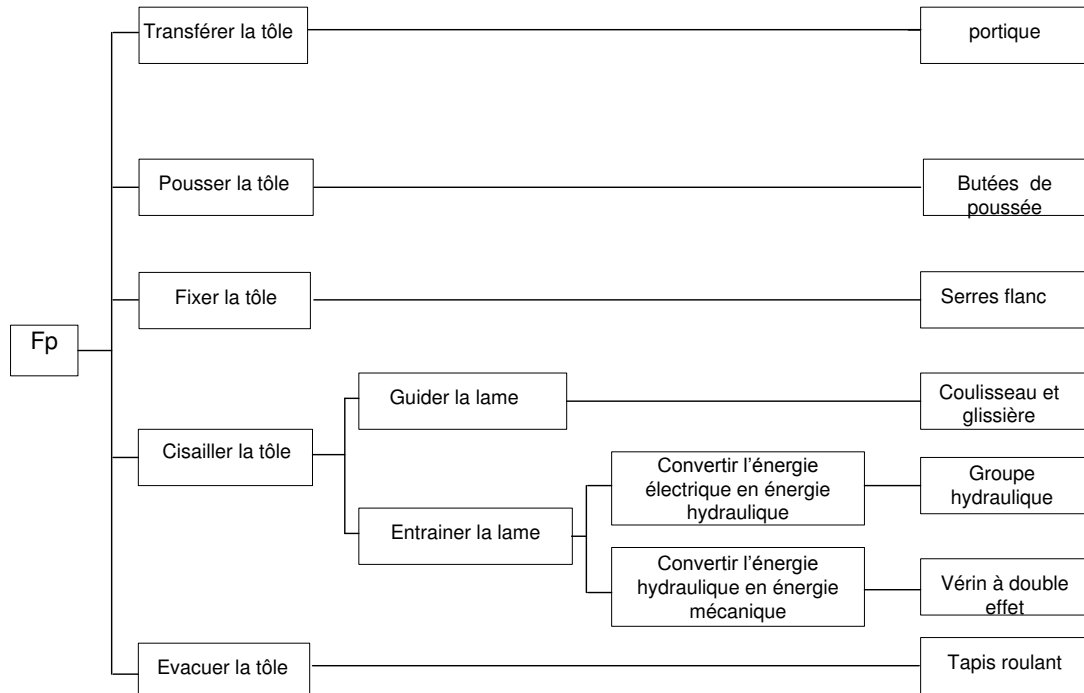 Transférer la tôle
portique
Pousser la tôle
Butées de
poussée
Fixer la tôle
Serres flanc
Fp
Guider la lame
Coulisseau et
glissière
Cisailler la tôle
Convertir l'énergie
électrique en énergie
hydraulique
Groupe
hydraulique
Entrainer la lame
Convertir l'énergie
hydraulique en énergie
mécanique
Vérin à double
effet
Evacuer la tôle
Tapis roulant